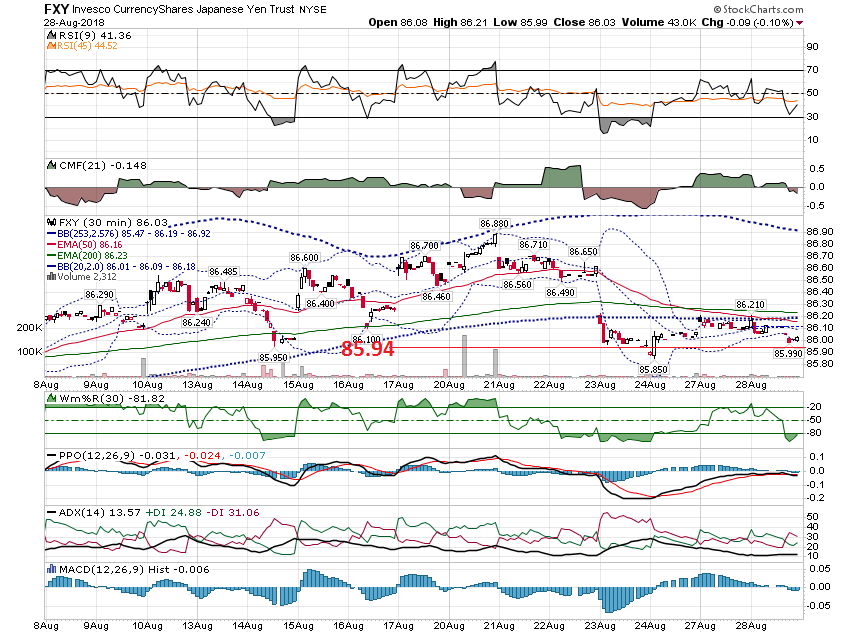 FXY Invesco CurrencyShares Japanese Yen Trust NYSE
© StockCharts.com
28-Aug-2018
Open 86.08 High 86.21 Low 85.99 Close 86.03 Volume 43.0K Chg -0.09 (-0.10%)
RSI(9) 41.36
RSI(45) 44.52
90
70
50
30
10
CMF(21) -0.148
0.5
0.0
-0.5
FXY (30 min) 86.03
BB(253,2.576) 85.47 - 86.19 - 86.92
EMA(50) 86.16
EMA(200) 86.23
BB(20,2.0) 86.01 - 86.09 - 86.18
Volume 2,312
86.290
86.240
86.485
85.950
86.600
86.400
86.100
86.700
86.460
86.880
86.560
86.710
86.490
86.650
85.850
86.210
85.990
85.94
86.90
86.80
86.70
86.60
86.50
86.40
86.30
86.20
86.10
86.00
85.90
85.80
200K
100K
8Aug 9Aug 10Aug 13Aug 14Aug 15Aug 16Aug 17Aug 20Aug 21Aug 22Aug 23Aug 24Aug 27Aug 28Aug
Wm%R(30) -81.82
-20
-50
-80
PPO(12,26,9) -0.031, -0.024, -0.007
0.1
0.0
-0.1
-0.2
ADX(14) 13.57 +DI 24.88 -DI 31.06
50
40
30
20
10
MACD(12,26,9) Hist -0.006
0.05
0.00
-0.05
8Aug 9Aug 10Aug 13Aug 14Aug 15Aug 16Aug 17Aug 20Aug 21Aug 22Aug 23Aug 24Aug 27Aug 28Aug